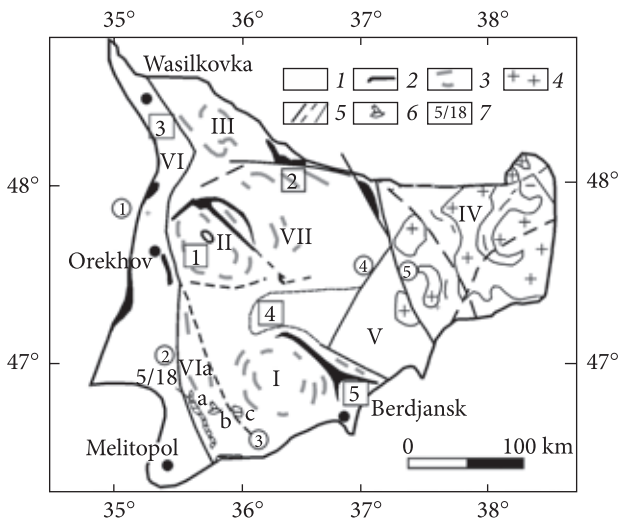 35° 36° 37° 38°
Wasilkovka
1 2 3 4
5 6 5/18 7
3 III
VI
2
48° 48°
1 IV
II VII
Orekhov 1
4 5
4
V
47° 2 47°
5/18 VIa I
a 5
b c Berdjansk
3
Melitopol 0 100 km
35° 36° 37° 38°